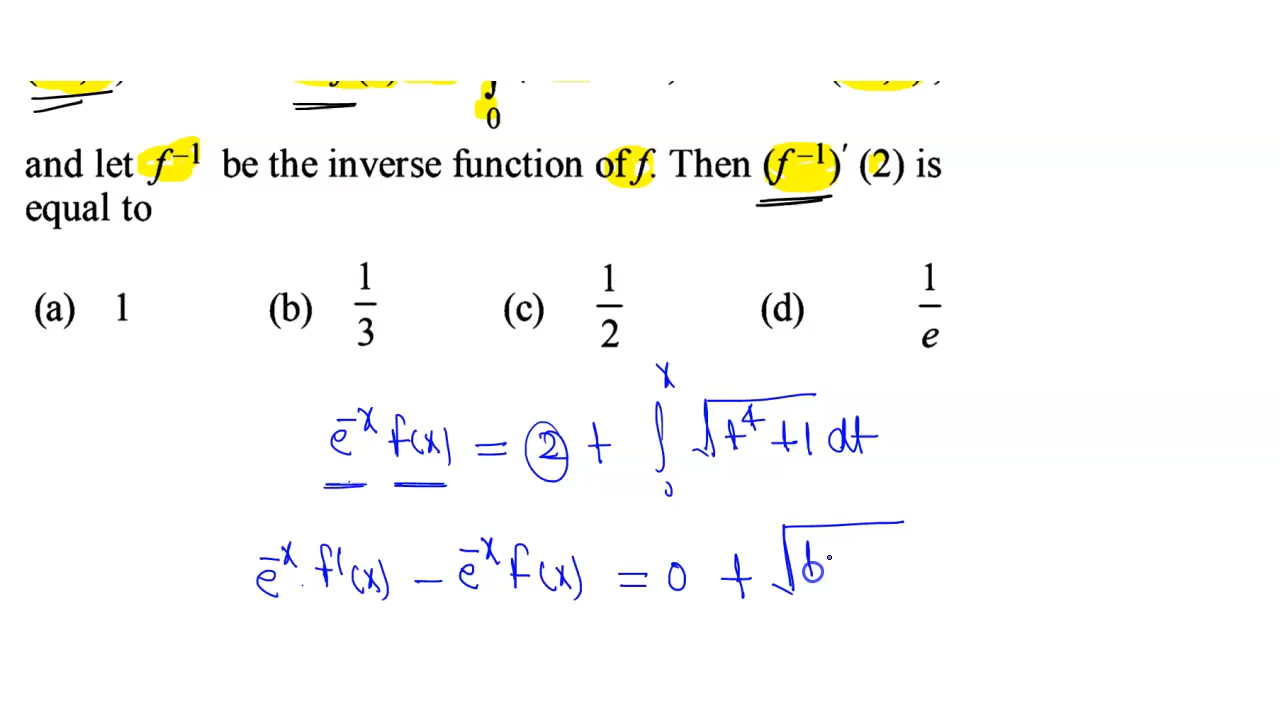 0
and let f⁻¹ be the inverse function of f. Then (f⁻¹)′ (2) is
equal to
(a) 1 (b) 1/3 (c) 1/2 (d) 1/e
e⁻ˣ f(x) = 2 + ∫₀ˣ √(t⁴+1) dt
e⁻ˣ. f'(x) − e⁻ˣ f(x) = 0 + √